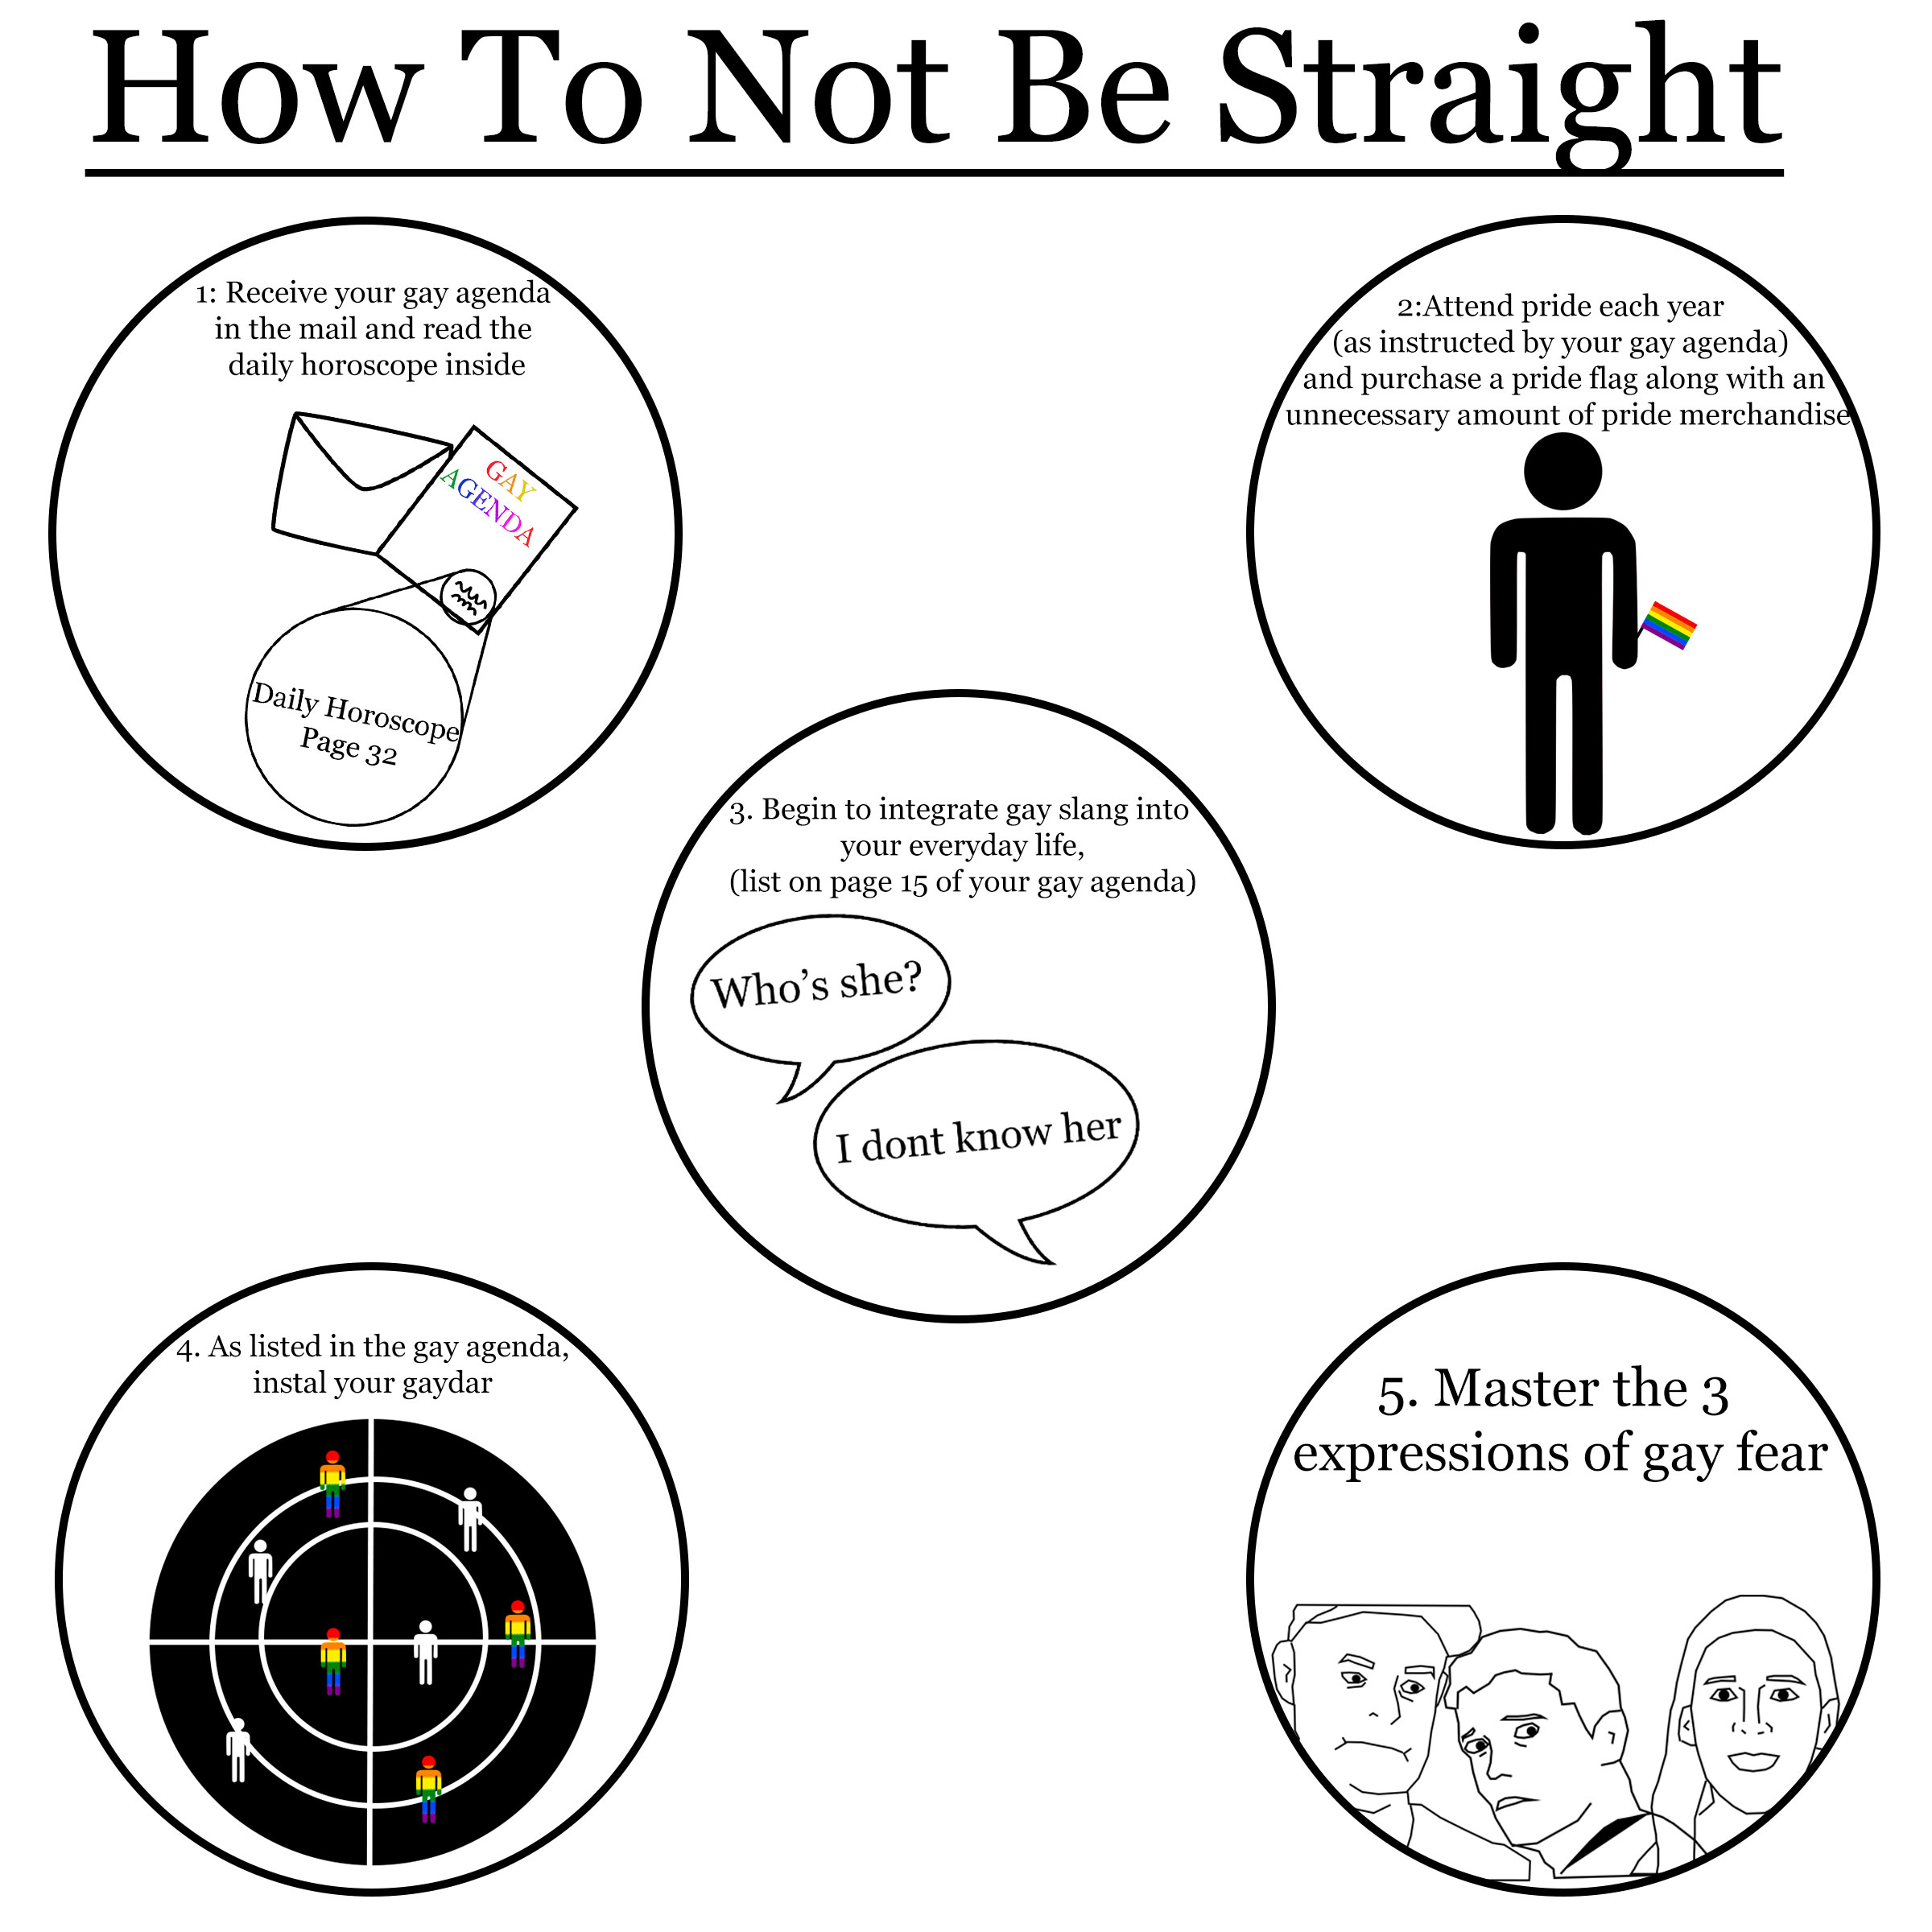 How To Not Be Straight
1: Receive your gay agenda
in the mail and read the
daily horoscope inside
GAY
AGENDA
Daily Horoscope
Page 32
2:Attend pride each year
(as instructed by your gay agenda)
and purchase a pride flag along with an
unnecessary amount of pride merchandise
3. Begin to integrate gay slang into
your everyday life,
(list on page 15 of your gay agenda)
Who's she?
I dont know her
4. As listed in the gay agenda,
instal your gaydar
5. Master the 3
expressions of gay fear